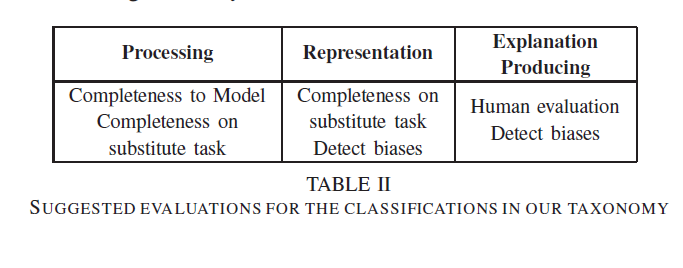 Processing
Representation
Explanation
Producing
Completeness to Model
Completeness on
substitute task
Completeness on
substitute task
Detect biases
Human evaluation
Detect biases
TABLE II
SUGGESTED EVALUATIONS FOR THE CLASSIFICATIONS IN OUR TAXONOMY